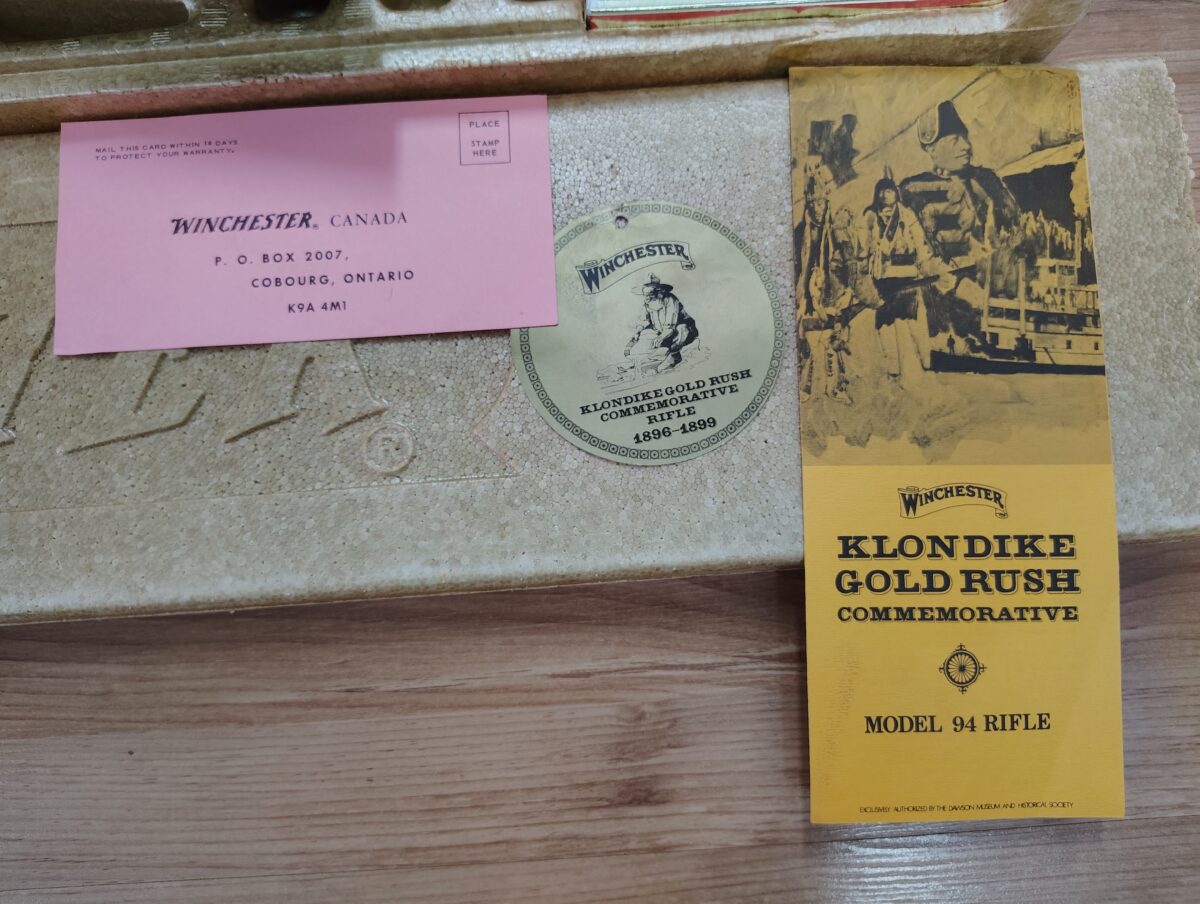 MAIL THIS CARD WITHIN 10 DAYS
TO PROTECT YOUR WARRANTY.
PLACE
STAMP
HERE
WINCHESTER® CANADA
P. O. BOX 2007,
COBOURG, ONTARIO
K9A 4M1
WINCHESTER
KLONDIKE GOLD RUSH
COMMEMORATIVE
RIFLE
1896-1899
®
WINCHESTER
KLONDIKE
GOLD RUSH
COMMEMORATIVE
MODEL 94 RIFLE
EXCLUSIVELY AUTHORIZED BY THE DAWSON MUSEUM AND HISTORICAL SOCIETY